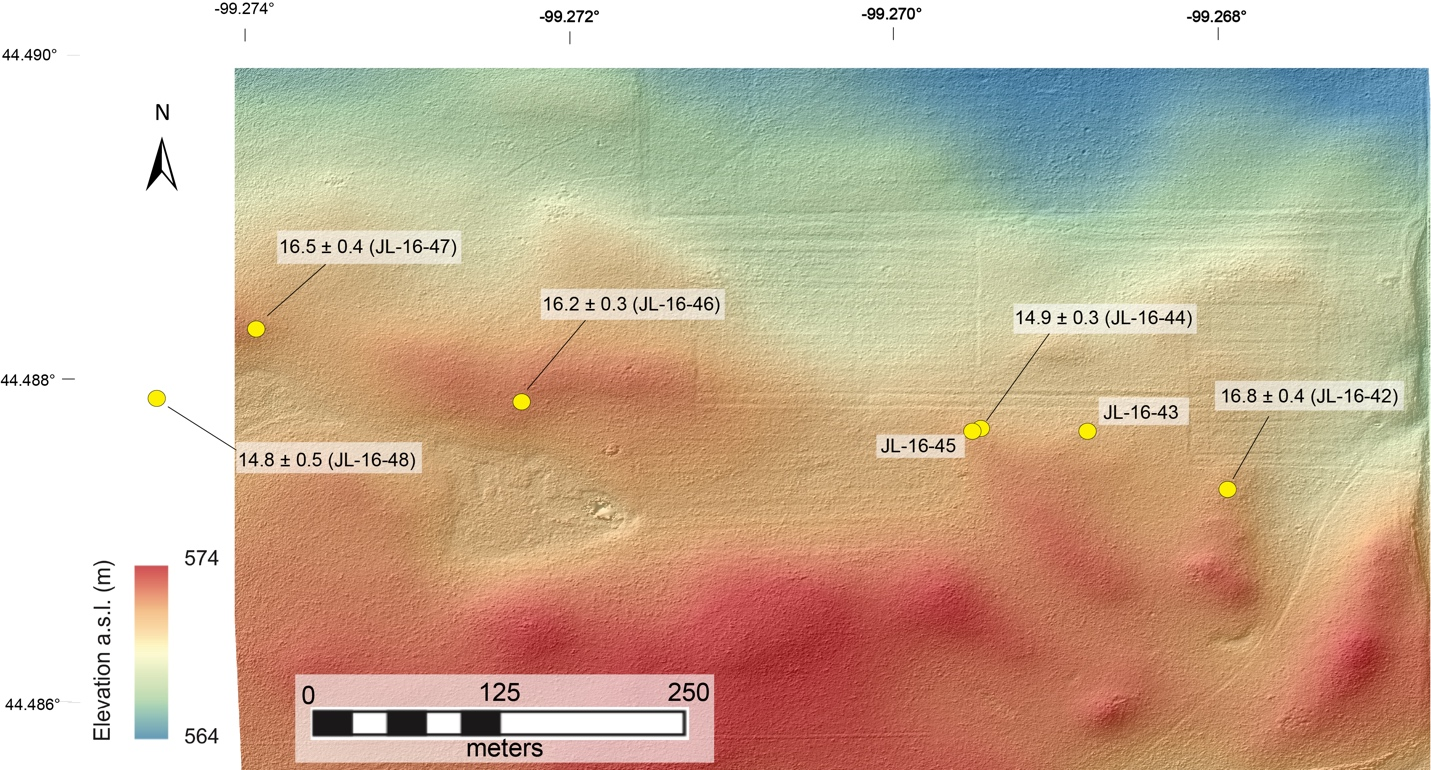 -99.274° -99.272° -99.270° -99.268°
44.490°
N
16.5 ± 0.4 (JL-16-47)
16.2 ± 0.3 (JL-16-46)
14.9 ± 0.3 (JL-16-44)
44.488°
16.8 ± 0.4 (JL-16-42)
JL-16-43
JL-16-45
14.8 ± 0.5 (JL-16-48)
574
Elevation a.s.l. (m)
564
44.486°
0 125 250
meters